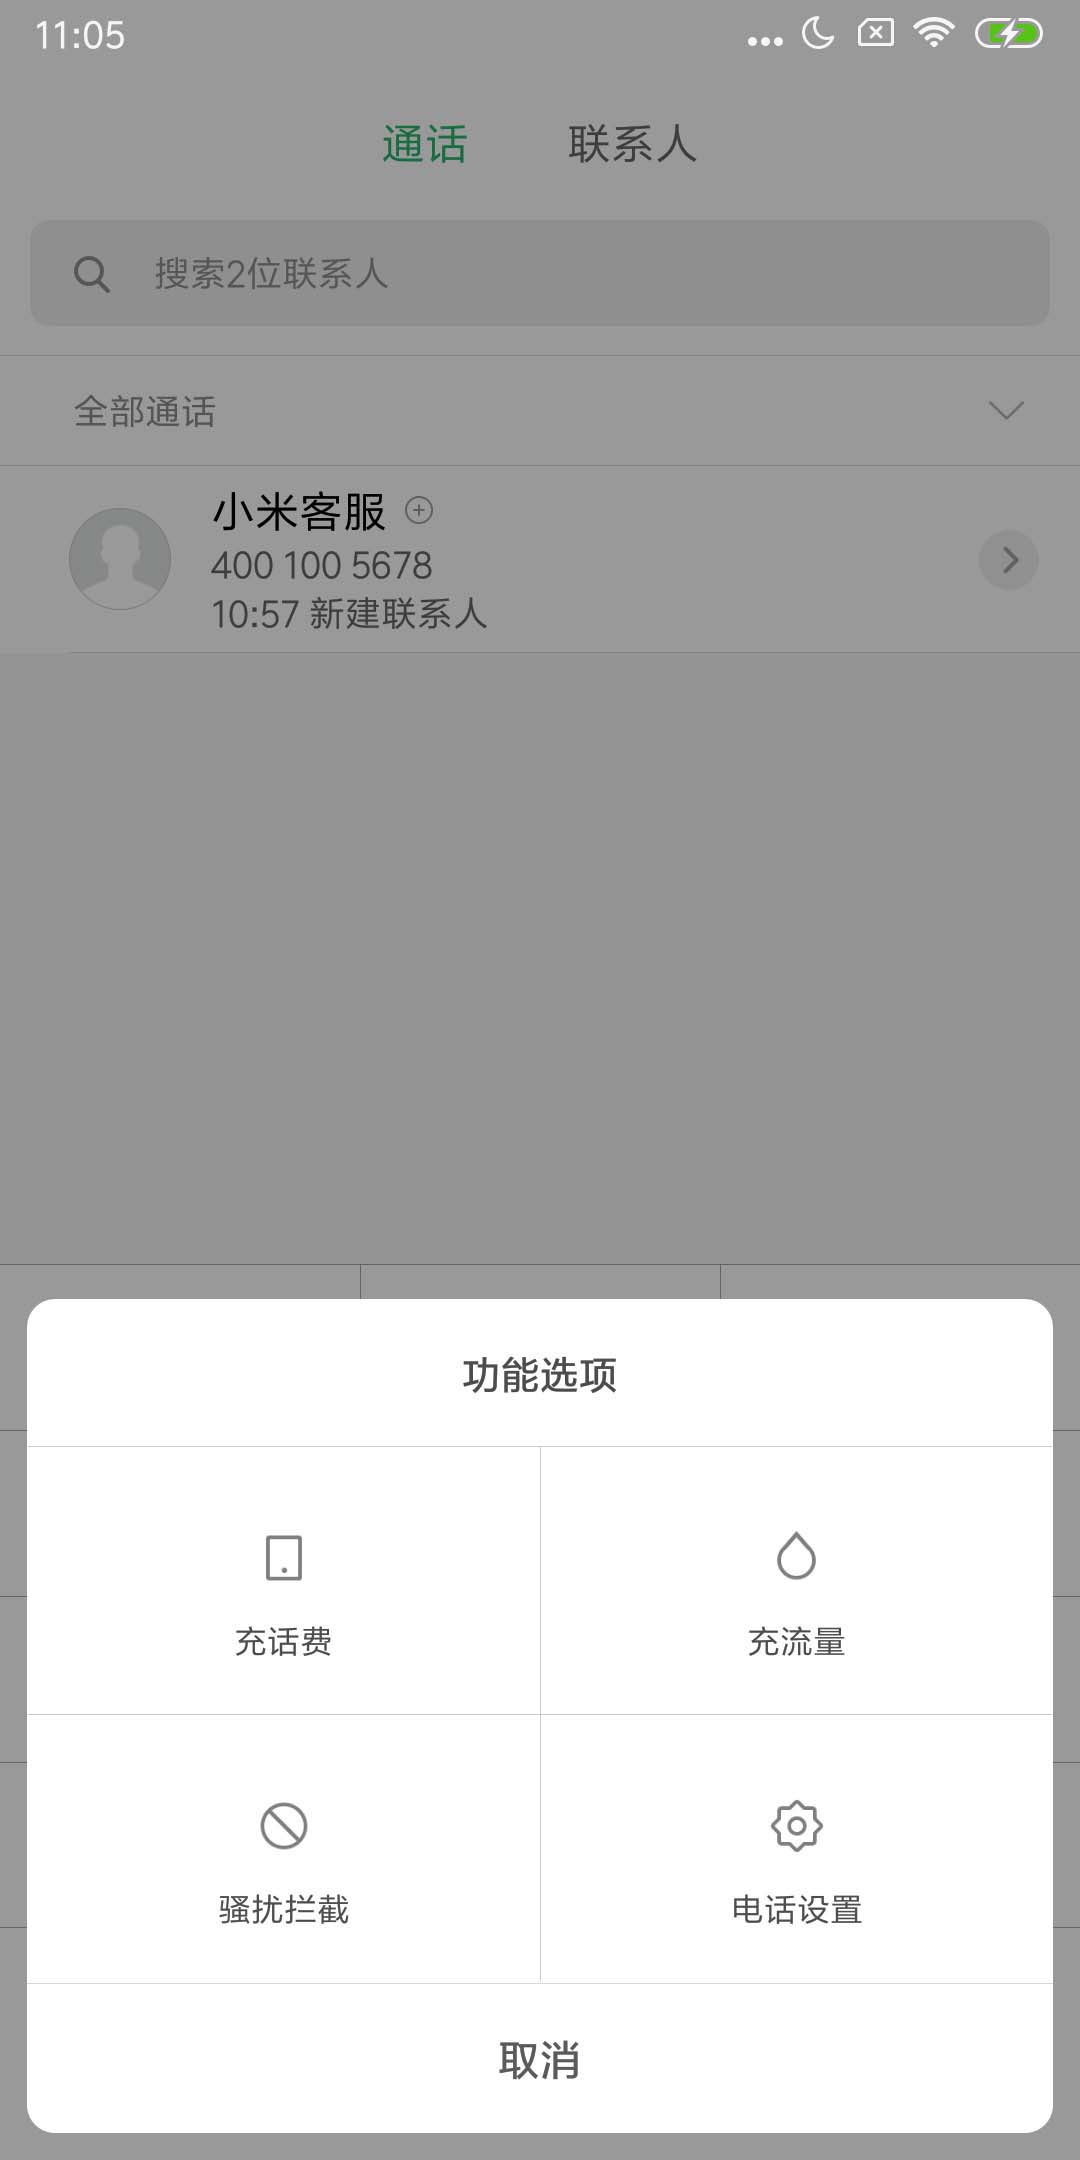 11:05
通话 联系人
搜索2位联系人
全部通话
小米客服
400 100 5678
10:57 新建联系人
功能选项
充话费 充流量
骚扰拦截 电话设置
取消